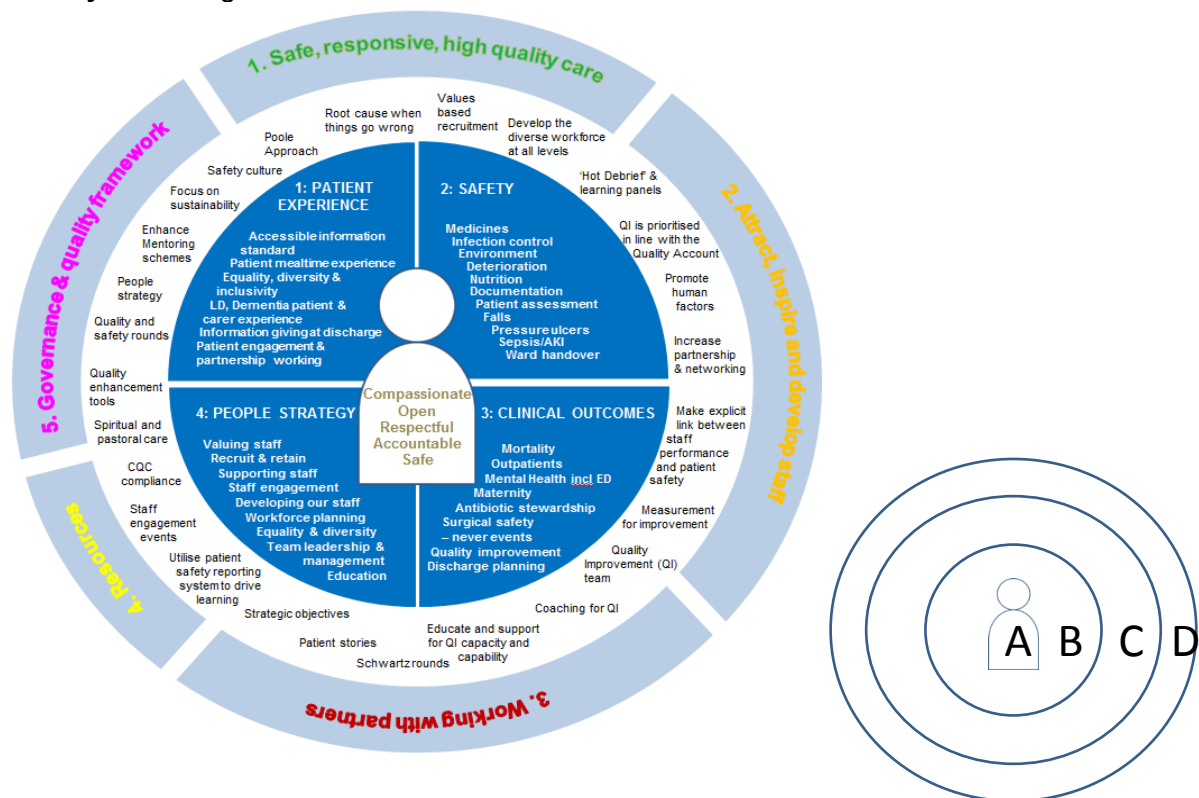 1. Safe, responsive, high quality care
2. Attract, inspire and develop staff
3. Working with partners
4. Resources
5. Governance & quality framework
Root cause when
things go wrong
Values
based
recruitment
Develop the
diverse workforce
at all levels
'Hot Debrief' &
learning panels
QI is prioritised
in line with the
Quality Account
Promote
human
factors
Increase
partnership
& networking
Make explicit
link between
staff
performance
and patient
safety
Measurement
for improvement
Quality
Improvement (QI)
team
Coaching for QI
Educate and support
for QI capacity and
capability
Schwartz rounds
Patient stories
Strategic objectives
Utilise patient
safety reporting
system to drive
learning
Staff
engagement
events
CQC
compliance
Spiritual and
pastoral care
Quality
enhancement
tools
Quality and
safety rounds
People
strategy
Enhance
Mentoring
schemes
Focus on
sustainability
Safety culture
Poole
Approach
1: PATIENT
EXPERIENCE
Accessible information
standard
Patient mealtime experience
Equality, diversity &
inclusivity
LD, Dementia patient &
carer experience
Information giving at discharge
Patient engagement &
partnership working
2: SAFETY
Medicines
Infection control
Environment
Deterioration
Nutrition
Documentation
Patient assessment
Falls
Pressure ulcers
Sepsis/AKI
Ward handover
3: CLINICAL OUTCOMES
Mortality
Outpatients
Mental Health incl ED
Maternity
Antibiotic stewardship
Surgical safety
– never events
Quality improvement
Discharge planning
4: PEOPLE STRATEGY
Valuing staff
Recruit & retain
Supporting staff
Staff engagement
Developing our staff
Workforce planning
Equality & diversity
Team leadership &
management
Education
Compassionate
Open
Respectful
Accountable
Safe
A B C D